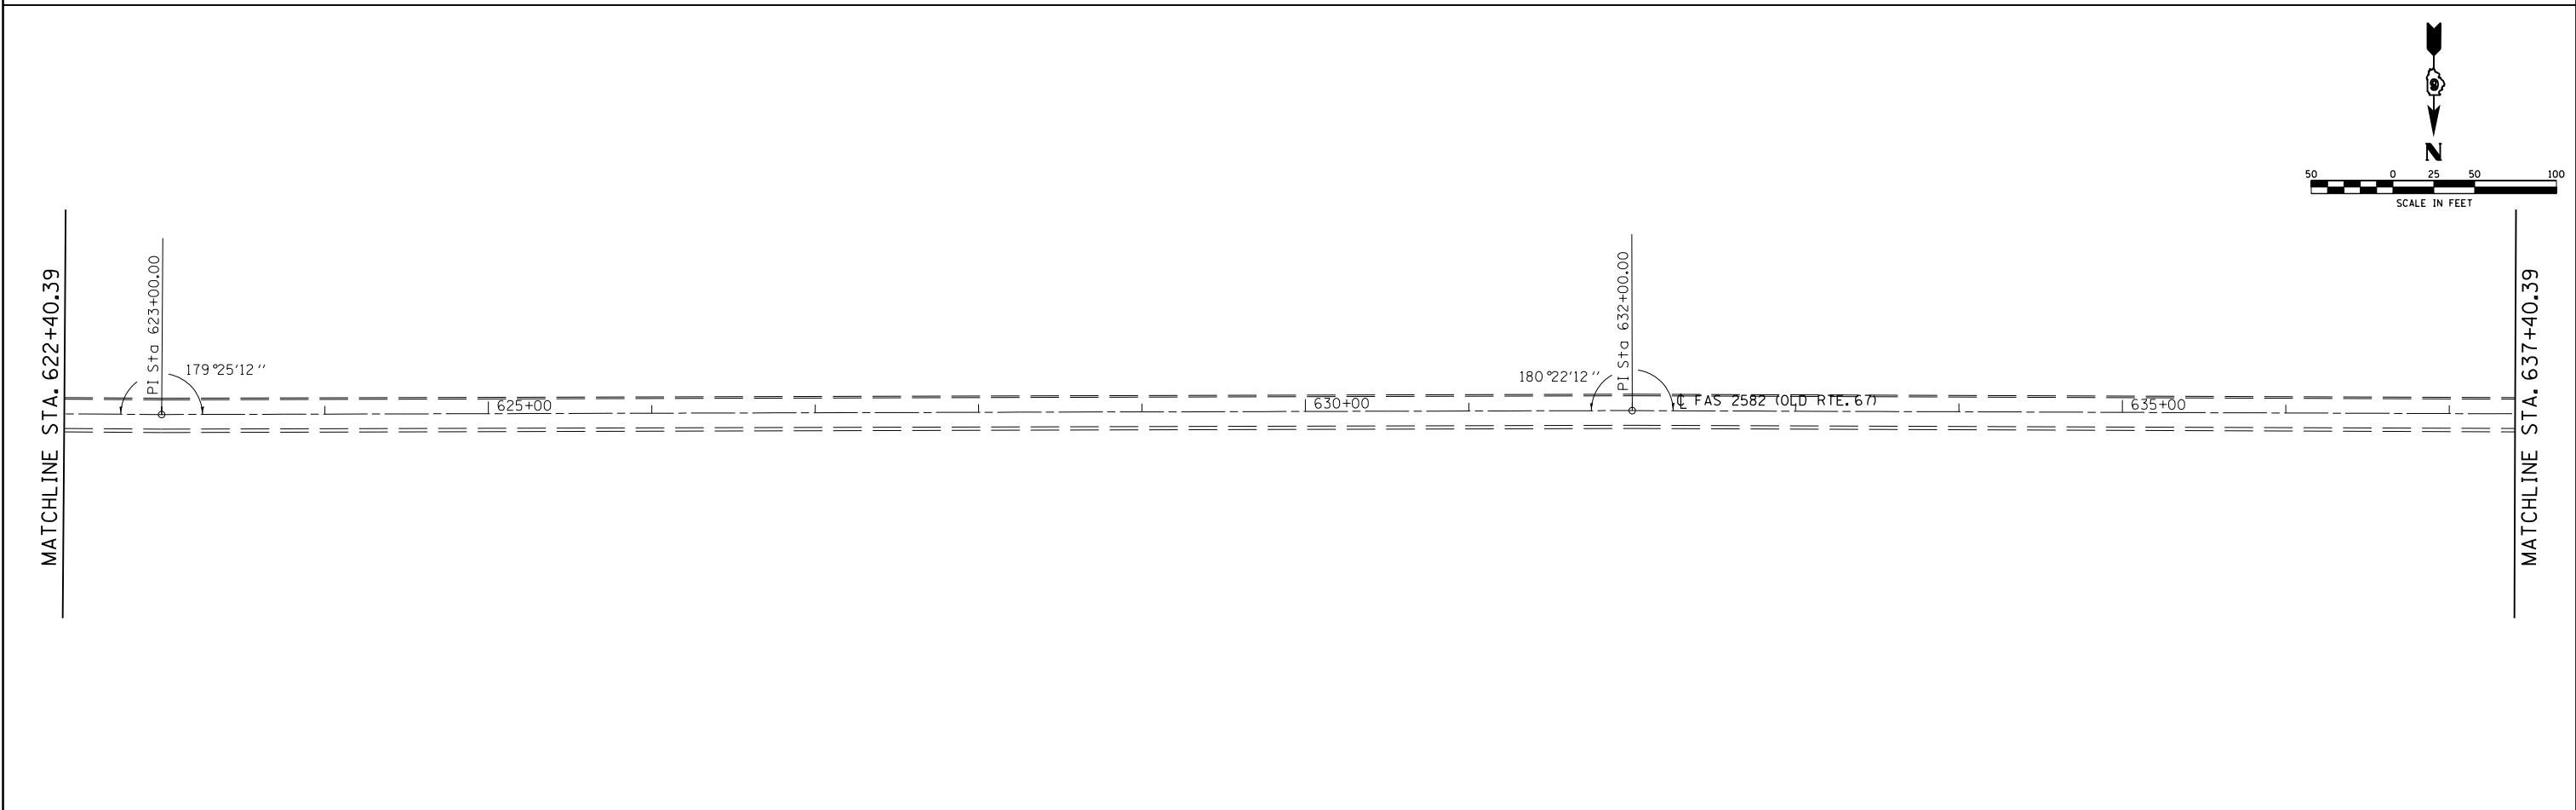 9
N
50 0 25 50 100
SCALE IN FEET
MATCHLINE STA. 622+40.39
PI Sta 623+00.00
179°25'12''
625+00
630+00
180°22'12''
PI Sta 632+00.00
℄ FAS 2582 (OLD RTE. 67)
635+00
MATCHLINE STA. 637+40.39